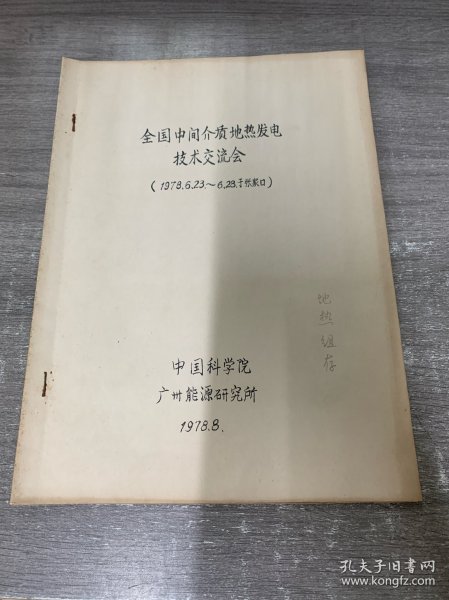 全国中间介质地热发电
技术交流会
(1978.6.23.～6.28.于张家口)
地热组存
中国科学院
广州能源研究所
1978.8.
孔夫子旧书网
www.kongfz.com